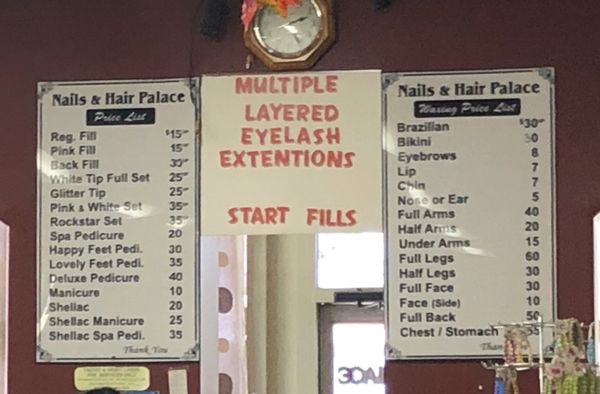 Nails & Hair Palace
Price List
Reg. Fill $15
Pink Fill 15
Back Fill 30
White Tip Full Set 25
Glitter Tip 25
Pink & White Set 35
Rockstar Set 35
Spa Pedicure 20
Happy Feet Pedi. 30
Lovely Feet Pedi. 35
Deluxe Pedicure 40
Manicure 10
Shellac 20
Shellac Manicure 25
Shellac Spa Pedi. 35
Thank You
MULTIPLE
LAYERED
EYELASH
EXTENTIONS
START FILLS
Nails & Hair Palace
Waxing Price List
Brazilian $30
Bikini
Eyebrows 8
Lip 7
Chin 7
Nose or Ear 5
Full Arms 40
Half Arms 20
Under Arms 15
Full Legs 60
Half Legs 30
Full Face 30
Face (Side) 10
Full Back 50
Chest / Stomach